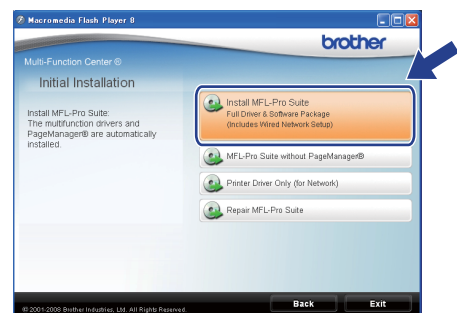 Macromedia Flash Player 8
brother
Multi-Function Center ®
Initial Installation
Install MFL-Pro Suite:
The multifunction drivers and
PageManager® are automatically
installed.
Install MFL-Pro Suite
Full Driver & Software Package
(Includes Wired Network Setup)
MFL-Pro Suite without PageManager®
Printer Driver Only (for Network)
Repair MFL-Pro Suite
© 2001-2008 Brother Industries, Ltd. All Rights Reserved.
Back
Exit